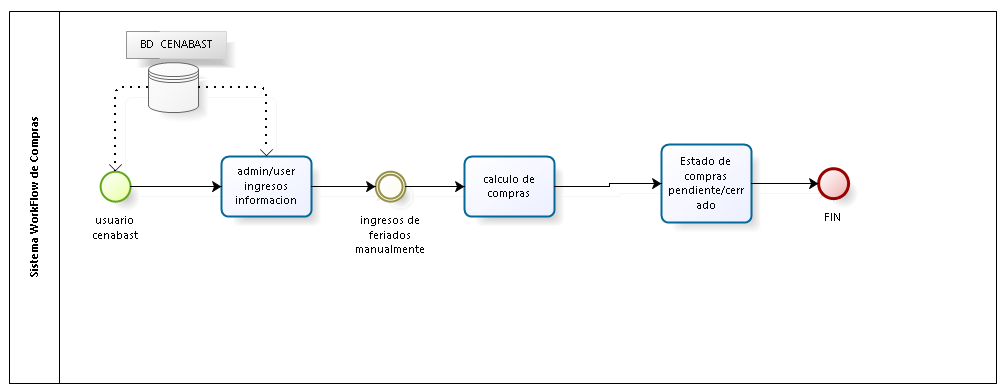 Sistema WorkFlow de Compras
BD CENABAST
usuario
cenabast
admin/user
ingresos
informacion
ingresos de
feriados
manualmente
calculo de
compras
Estado de
compras
pendiente/cerr
ado
FIN